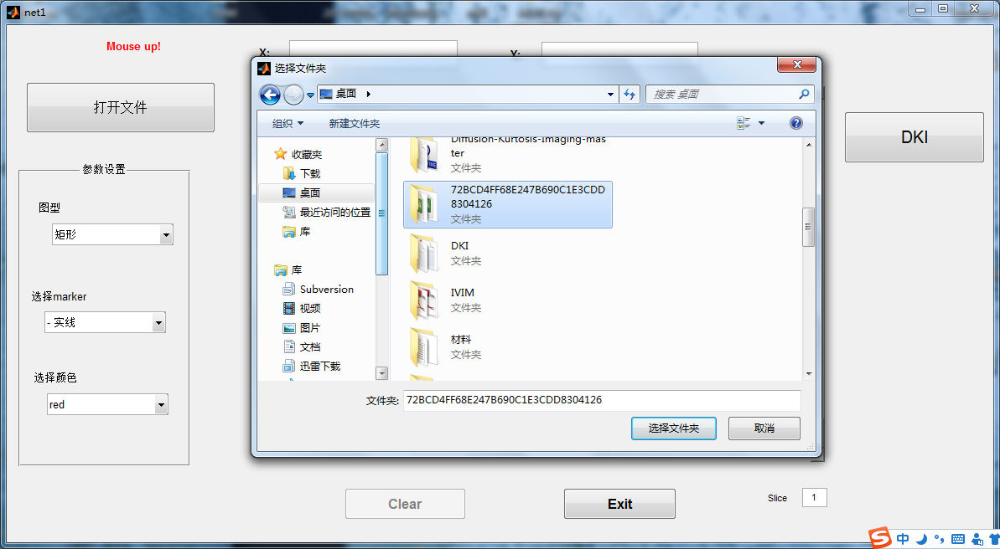 net1
Mouse up!
X:
Y:
打开文件
DKI
参数设置
图型
矩形
选择marker
- 实线
选择颜色
red
选择文件夹
桌面
搜索 桌面
组织
新建文件夹
收藏夹
下载
桌面
最近访问的位置
库
库
Subversion
视频
图片
文档
迅雷下载
Diffusion-Kurtosis-Imaging-mas
ter
文件夹
72BCD4FF68E247B690C1E3CDD
8304126
文件夹
DKI
文件夹
IVIM
文件夹
材料
文件夹
文件夹:
72BCD4FF68E247B690C1E3CDD8304126
选择文件夹
取消
Clear
Exit
Slice
1
中